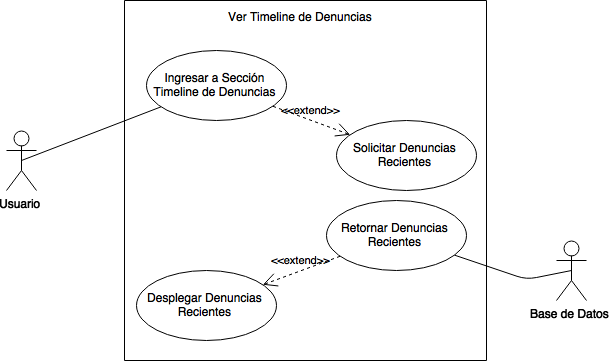 Ver Timeline de Denuncias
Ingresar a Sección
Timeline de Denuncias
<<extend>>
Solicitar Denuncias
Recientes
Usuario
Retornar Denuncias
Recientes
<<extend>>
Desplegar Denuncias
Recientes
Base de Datos